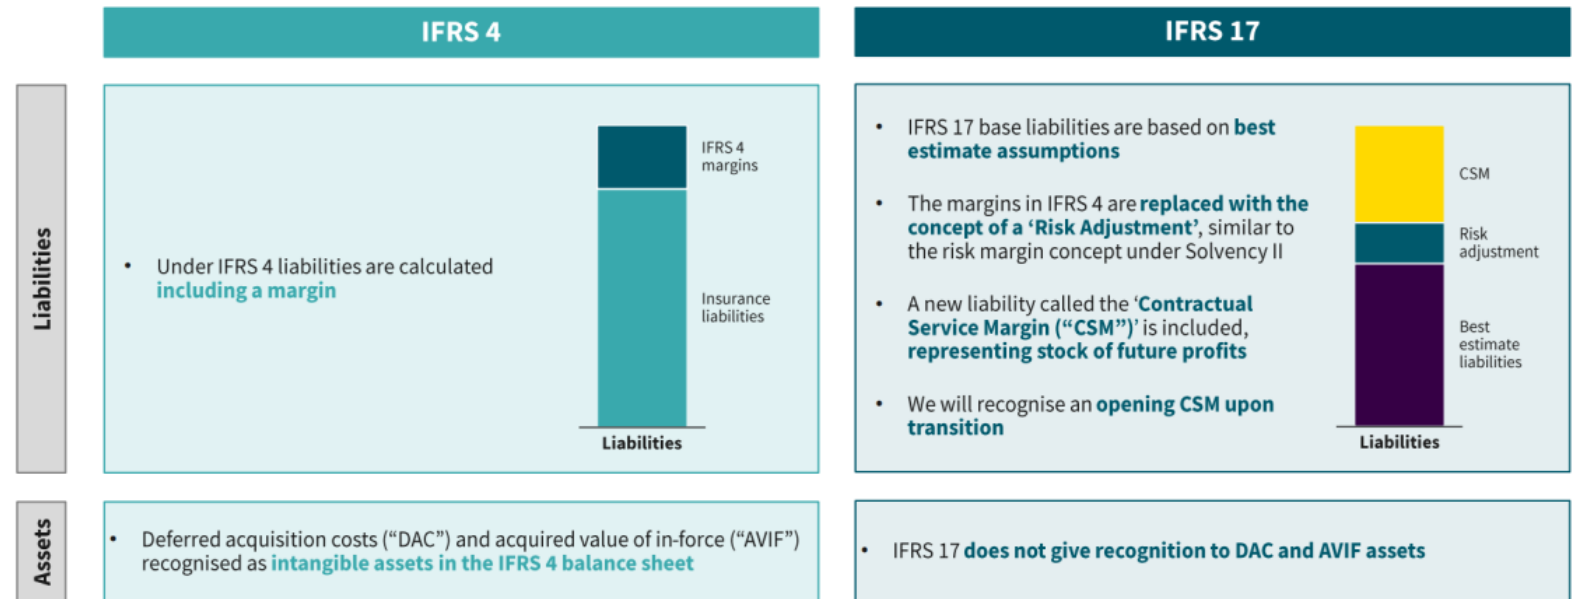 IFRS 4
IFRS 17
Liabilities
• Under IFRS 4 liabilities are calculated
including a margin
IFRS 4
margins
Insurance
liabilities
Liabilities
• IFRS 17 base liabilities are based on best
estimate assumptions
• The margins in IFRS 4 are replaced with the
concept of a ‘Risk Adjustment’, similar to
the risk margin concept under Solvency II
• A new liability called the ‘Contractual
Service Margin (“CSM”)’ is included,
representing stock of future profits
• We will recognise an opening CSM upon
transition
CSM
Risk
adjustment
Best
estimate
liabilities
Liabilities
Assets
• Deferred acquisition costs (“DAC”) and acquired value of in-force (“AVIF”)
recognised as intangible assets in the IFRS 4 balance sheet
• IFRS 17 does not give recognition to DAC and AVIF assets